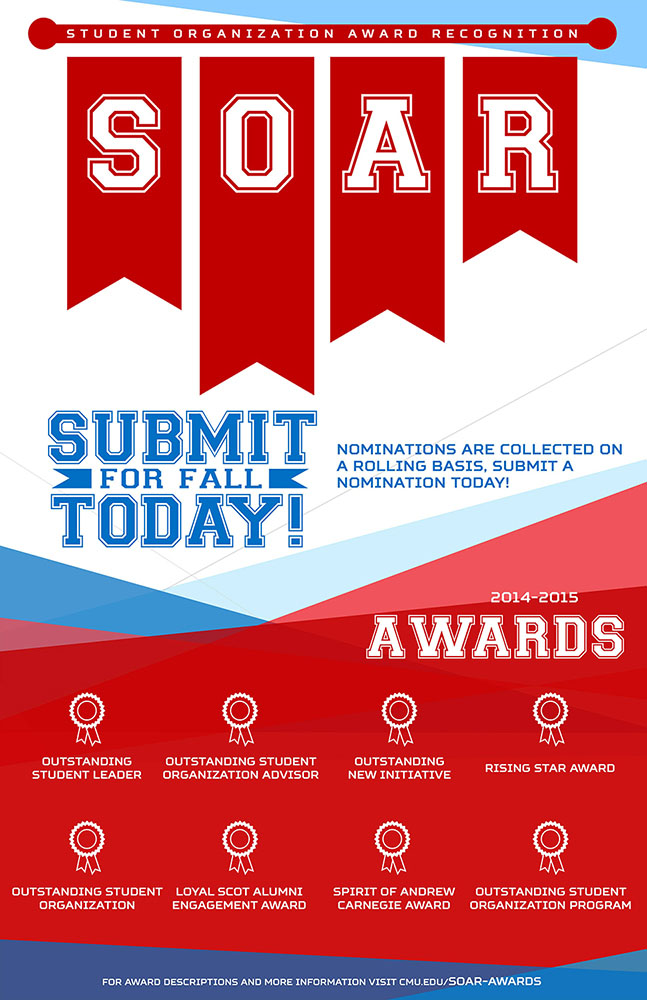 STUDENT ORGANIZATION AWARD RECOGNITION
SOAR
SUBMIT
FOR FALL
TODAY!
NOMINATIONS ARE COLLECTED ON
A ROLLING BASIS, SUBMIT A
NOMINATION TODAY!
2014-2015
AWARDS
OUTSTANDING
STUDENT LEADER
OUTSTANDING STUDENT
ORGANIZATION ADVISOR
OUTSTANDING
NEW INITIATIVE
RISING STAR AWARD
OUTSTANDING STUDENT
ORGANIZATION
LOYAL SCOT ALUMNI
ENGAGEMENT AWARD
SPIRIT OF ANDREW
CARNEGIE AWARD
OUTSTANDING STUDENT
ORGANIZATION PROGRAM
FOR AWARD DESCRIPTIONS AND MORE INFORMATION VISIT CMU.EDU/SOAR-AWARDS